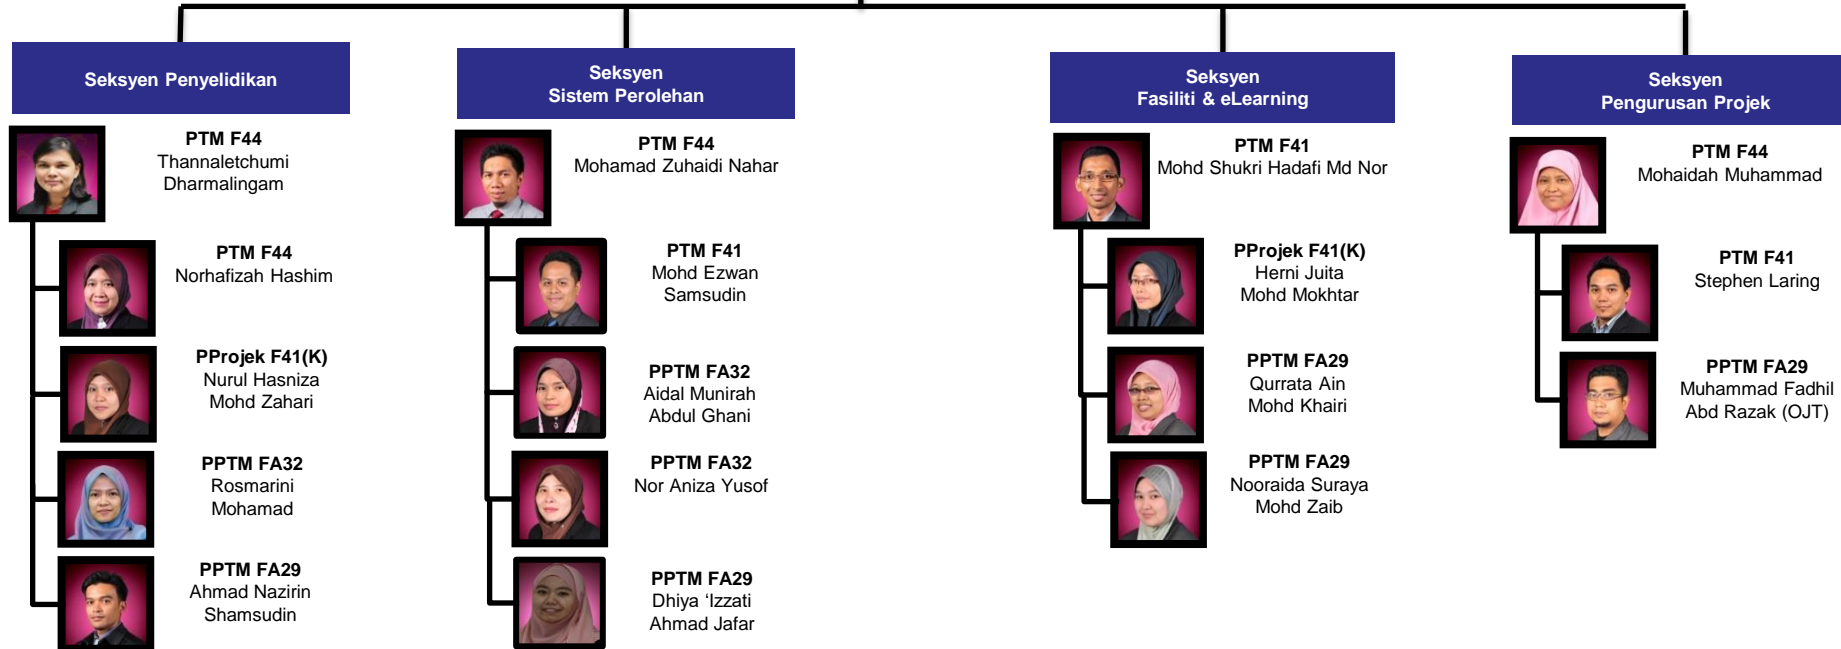 Seksyen Penyelidikan
PTM F44
Thannaletchumi
Dharmalingam
PTM F44
Norhafizah Hashim
PProjek F41(K)
Nurul Hasniza
Mohd Zahari
PPTM FA32
Rosmarini
Mohamad
PPTM FA29
Ahmad Nazirin
Shamsudin
Seksyen
Sistem Perolehan
PTM F44
Mohamad Zuhaidi Nahar
PTM F41
Mohd Ezwan
Samsudin
PPTM FA32
Aidal Munirah
Abdul Ghani
PPTM FA32
Nor Aniza Yusof
PPTM FA29
Dhiya ‘Izzati
Ahmad Jafar
Seksyen
Fasiliti & eLearning
PTM F41
Mohd Shukri Hadafi Md Nor
PProjek F41(K)
Herni Juita
Mohd Mokhtar
PPTM FA29
Qurrata Ain
Mohd Khairi
PPTM FA29
Nooraida Suraya
Mohd Zaib
Seksyen
Pengurusan Projek
PTM F44
Mohaidah Muhammad
PTM F41
Stephen Laring
PPTM FA29
Muhammad Fadhil
Abd Razak (OJT)